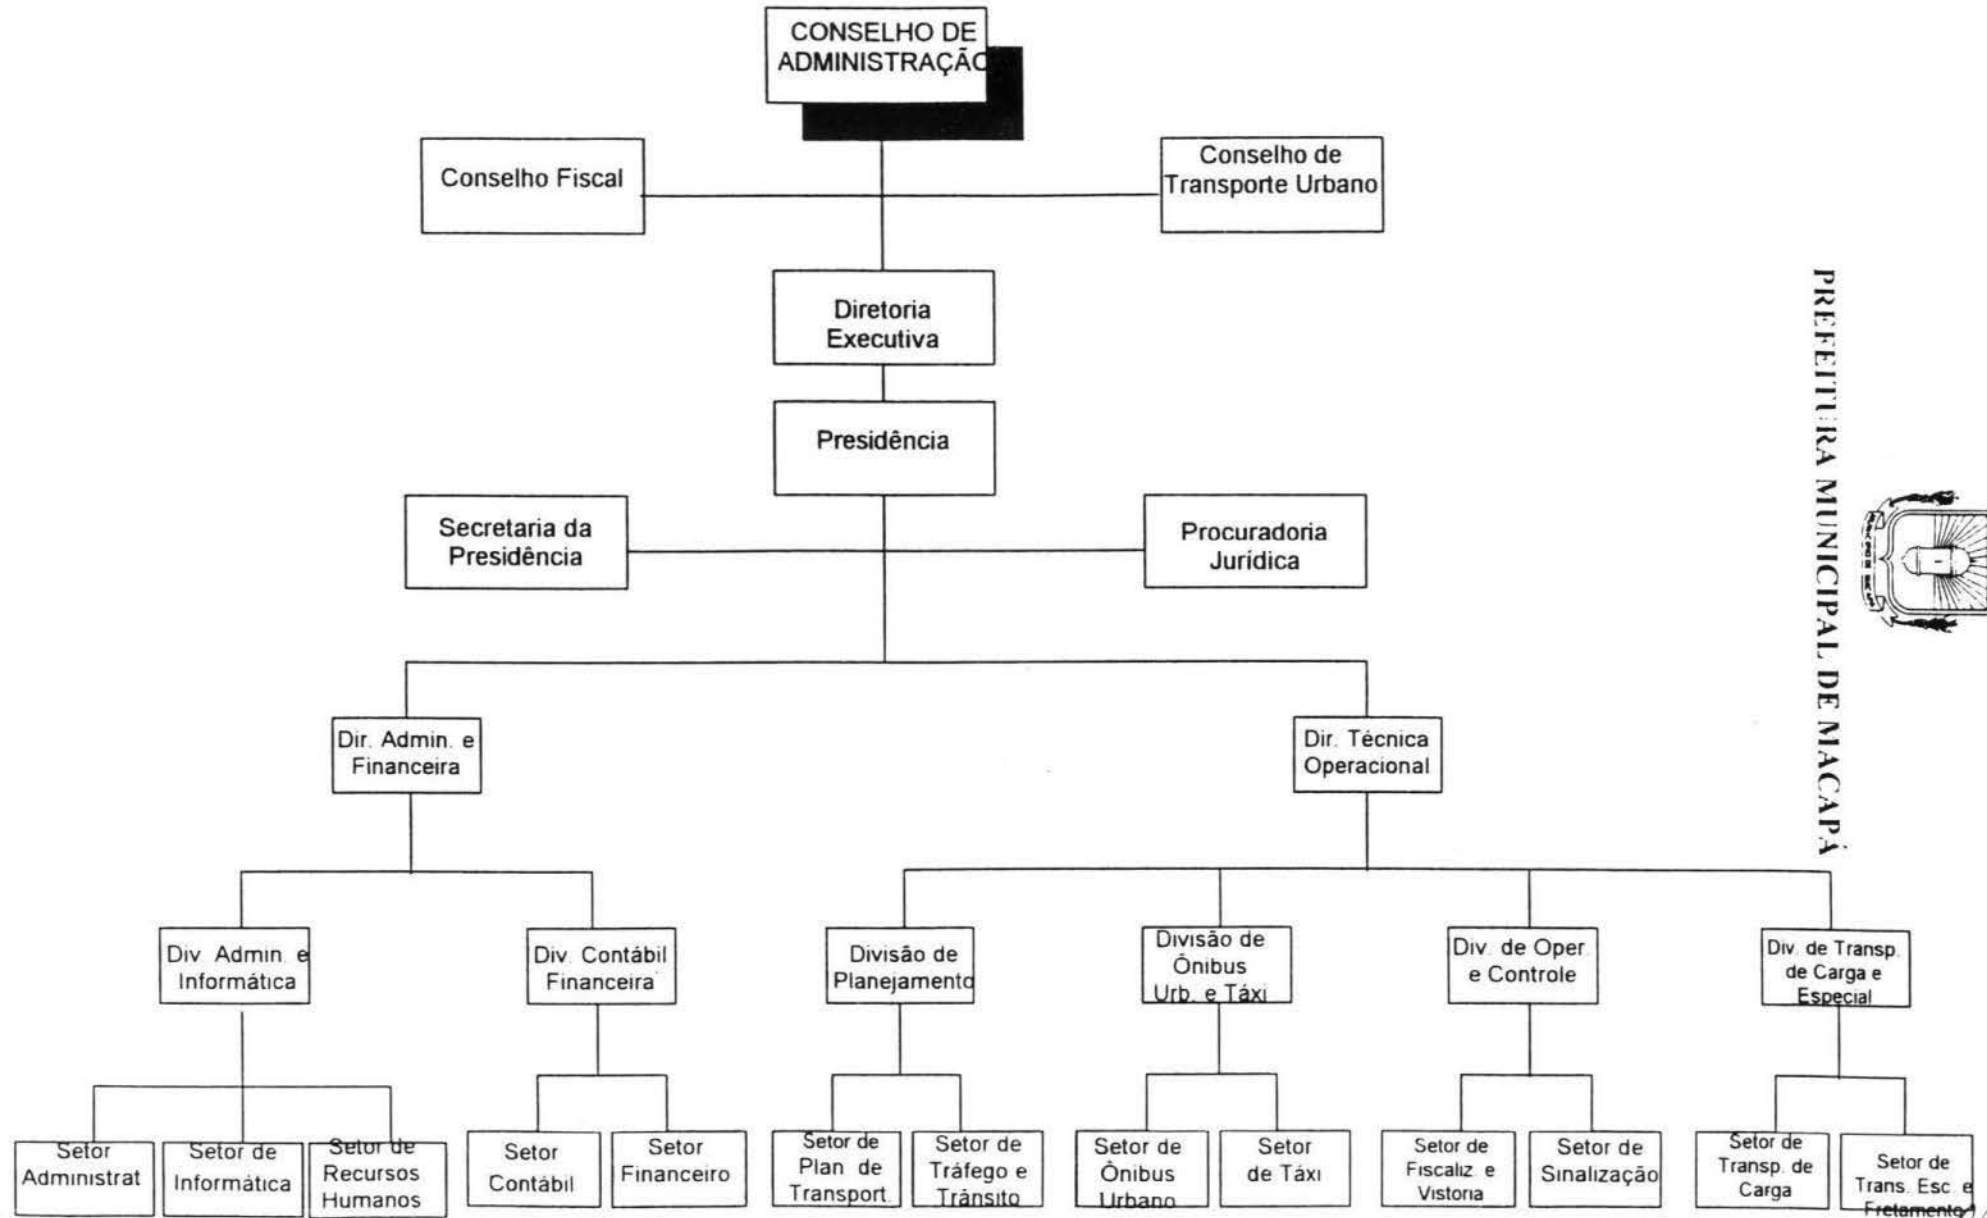 CONSELHO DE
ADMINISTRAÇÃO
Conselho Fiscal
Conselho de
Transporte Urbano
Diretoria
Executiva
Presidência
Secretaria da
Presidência
Procuradoria
Jurídica
PREFEITURA MUNICIPAL DE MACAPÁ
Dir. Admin. e
Financeira
Dir. Técnica
Operacional
Div. Admin. e
Informática
Div. Contábil
Financeira
Divisão de
Planejamento
Divisão de
Ônibus
Urb. e Táxi
Div. de Oper.
e Controle
Div. de Transp.
de Carga e
Especial
Setor
Administrat
Setor de
Informática
Setor de
Recursos
Humanos
Setor
Contábil
Setor
Financeiro
Setor de
Plan. de
Transport.
Setor de
Tráfego e
Trânsito
Setor de
Ônibus
Urbano
Setor
de Táxi
Setor de
Fiscaliz. e
Vistoria
Setor de
Sinalização
Setor de
Transp. de
Carga
Setor de
Trans. Esc. e
Fretamento